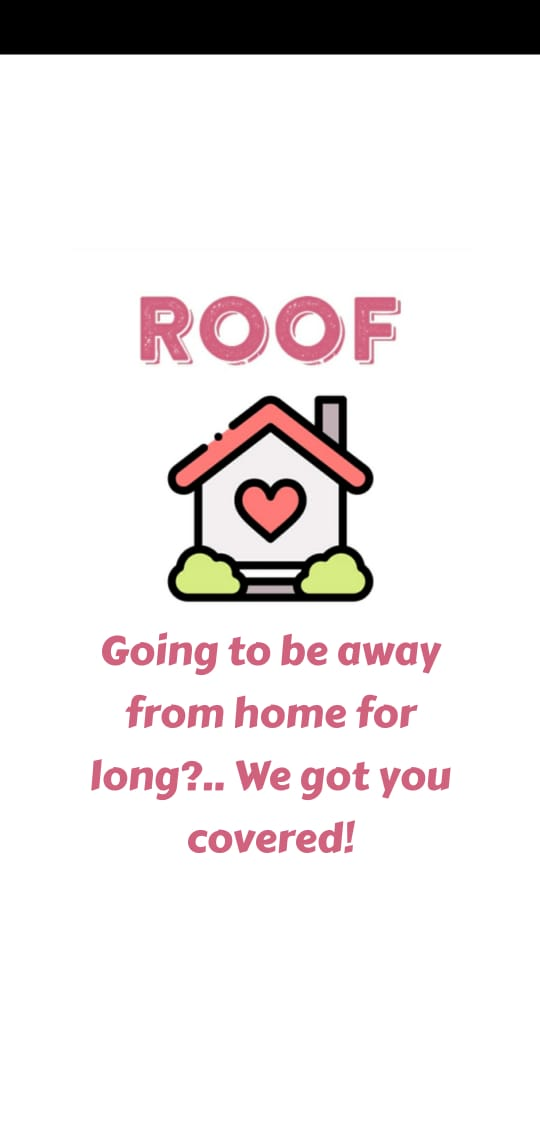 ROOF
Going to be away
from home for
long?.. We got you
covered!